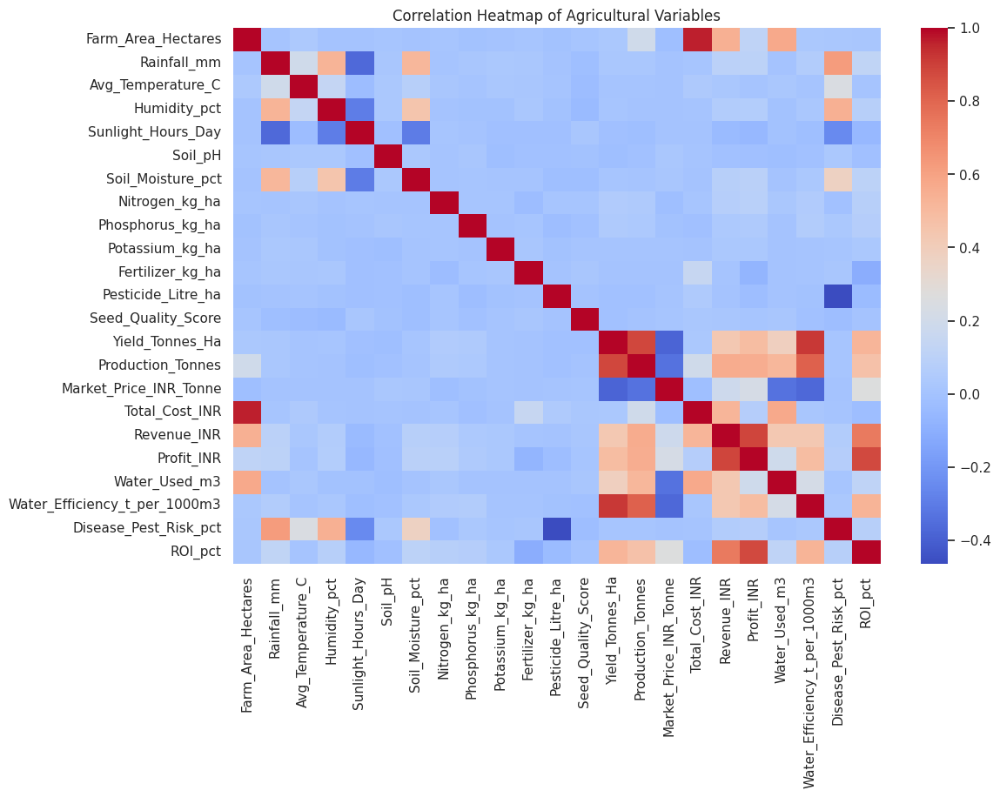 Correlation Heatmap of Agricultural Variables
Farm_Area_Hectares
Rainfall_mm
Avg_Temperature_C
Humidity_pct
Sunlight_Hours_Day
Soil_pH
Soil_Moisture_pct
Nitrogen_kg_ha
Phosphorus_kg_ha
Potassium_kg_ha
Fertilizer_kg_ha
Pesticide_Litre_ha
Seed_Quality_Score
Yield_Tonnes_Ha
Production_Tonnes
Market_Price_INR_Tonne
Total_Cost_INR
Revenue_INR
Profit_INR
Water_Used_m3
Water_Efficiency_t_per_1000m3
Disease_Pest_Risk_pct
ROI_pct
Farm_Area_Hectares
Rainfall_mm
Avg_Temperature_C
Humidity_pct
Sunlight_Hours_Day
Soil_pH
Soil_Moisture_pct
Nitrogen_kg_ha
Phosphorus_kg_ha
Potassium_kg_ha
Fertilizer_kg_ha
Pesticide_Litre_ha
Seed_Quality_Score
Yield_Tonnes_Ha
Production_Tonnes
Market_Price_INR_Tonne
Total_Cost_INR
Revenue_INR
Profit_INR
Water_Used_m3
Water_Efficiency_t_per_1000m3
Disease_Pest_Risk_pct
ROI_pct
1.0
0.8
0.6
0.4
0.2
0.0
−0.2
−0.4